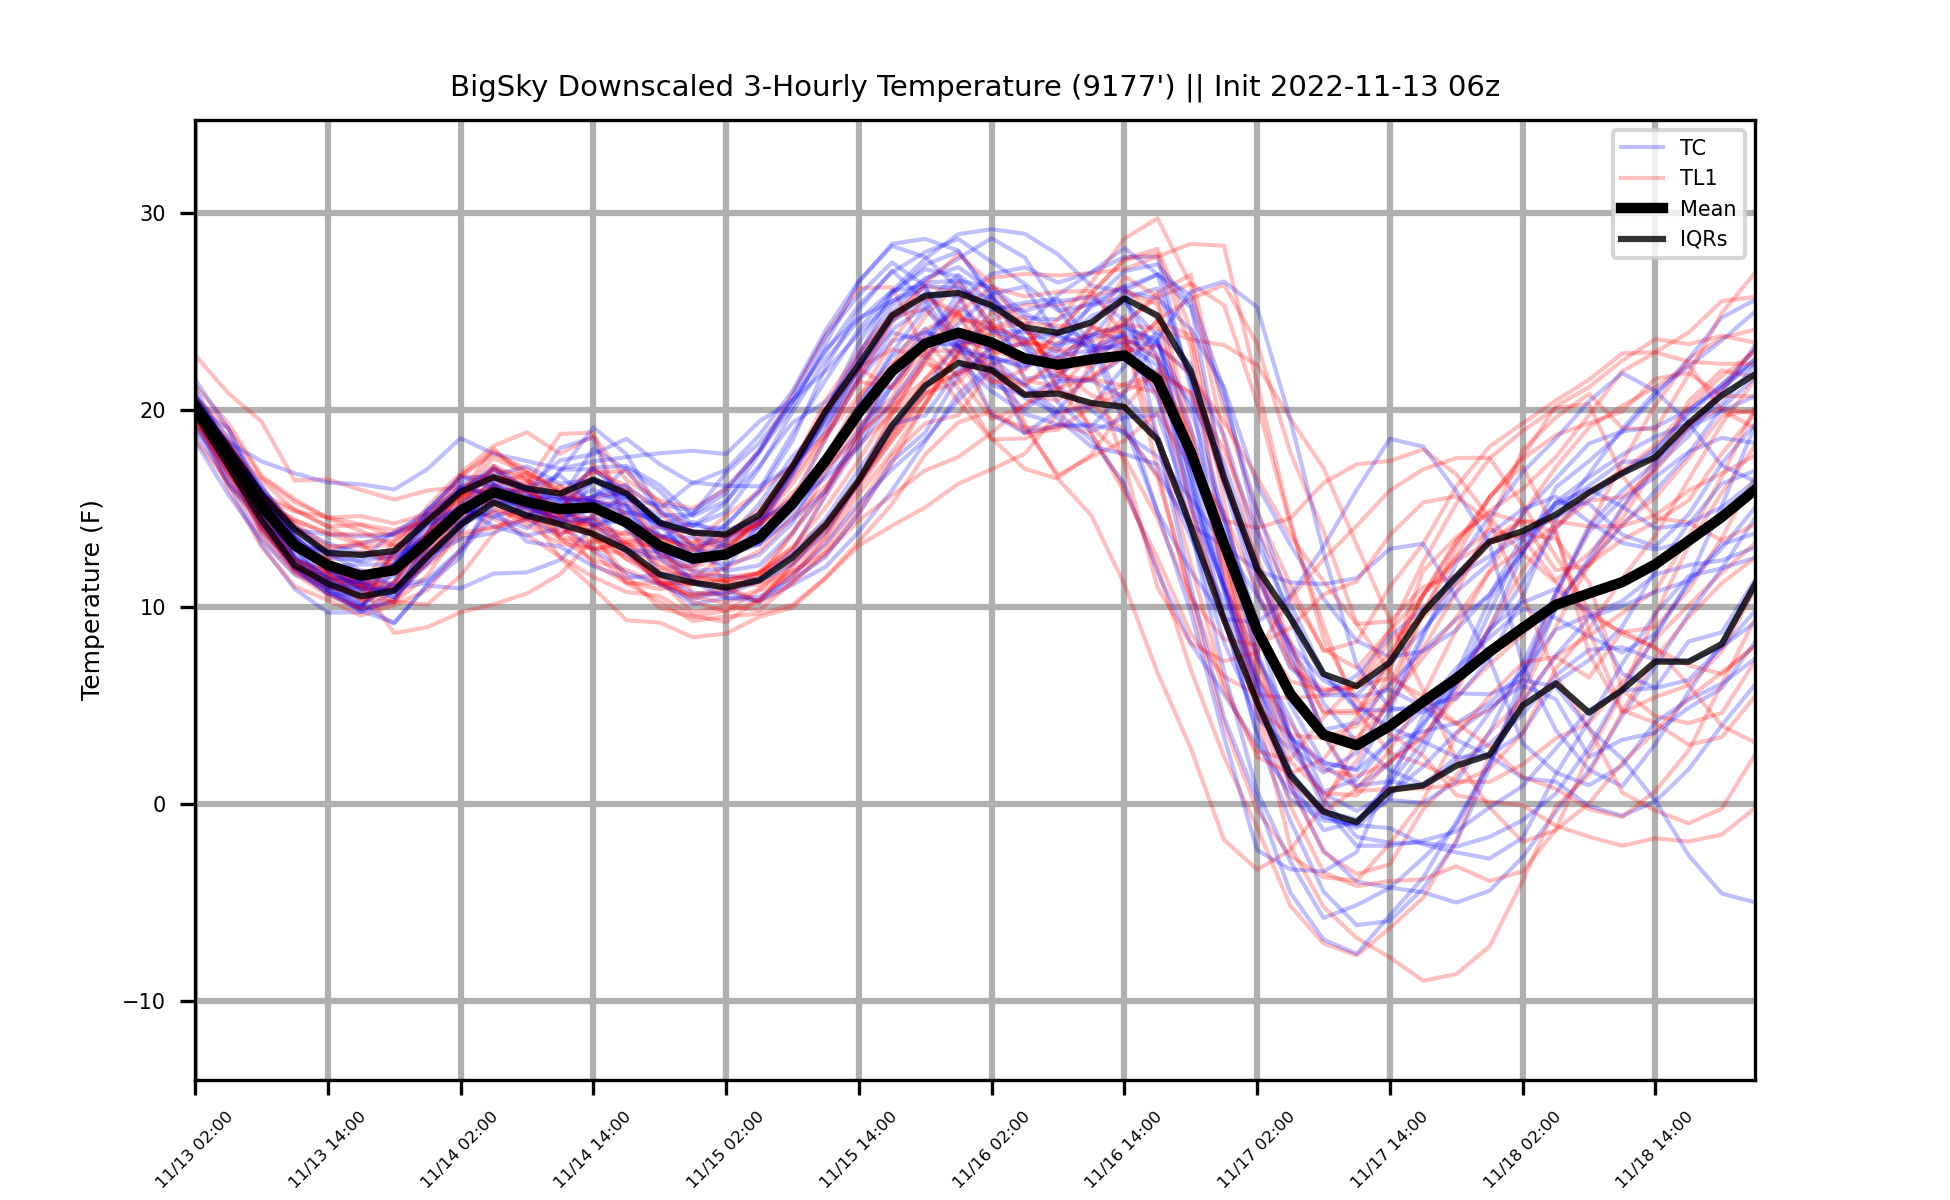 BigSky Downscaled 3-Hourly Temperature (9177') || Init 2022-11-13 06z
TC
TL1
Mean
IQRs
Temperature (F)
30
20
10
0
−10
11/13 02:00
11/13 14:00
11/14 02:00
11/14 14:00
11/15 02:00
11/15 14:00
11/16 02:00
11/16 14:00
11/17 02:00
11/17 14:00
11/18 02:00
11/18 14:00